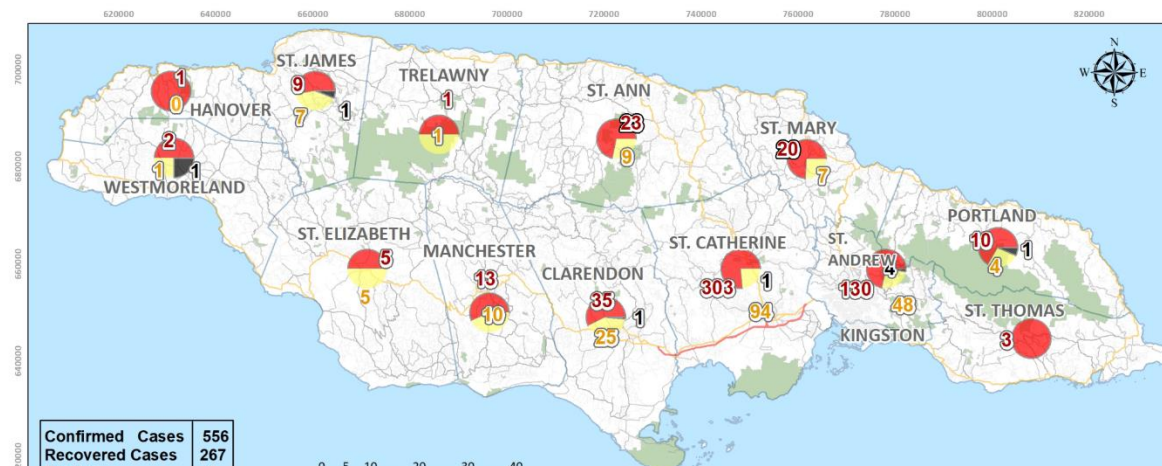 620000 640000 660000 680000 700000 720000 740000 760000 780000 800000 820000
700000
680000
660000
640000
N
W E
S
ST. JAMES
9
7
1
1
0
HANOVER
TRELAWNY
1
1
ST. ANN
23
9
ST. MARY
20
7
2
1
1
WESTMORELAND
ST. ELIZABETH
5
5
MANCHESTER
13
10
CLARENDON
35
1
25
ST. CATHERINE
303
1
94
ST.
ANDREW
4
130
48
KINGSTON
PORTLAND
10
1
4
ST. THOMAS
3
Confirmed Cases 556
Recovered Cases 267
0 5 10 20 30 40